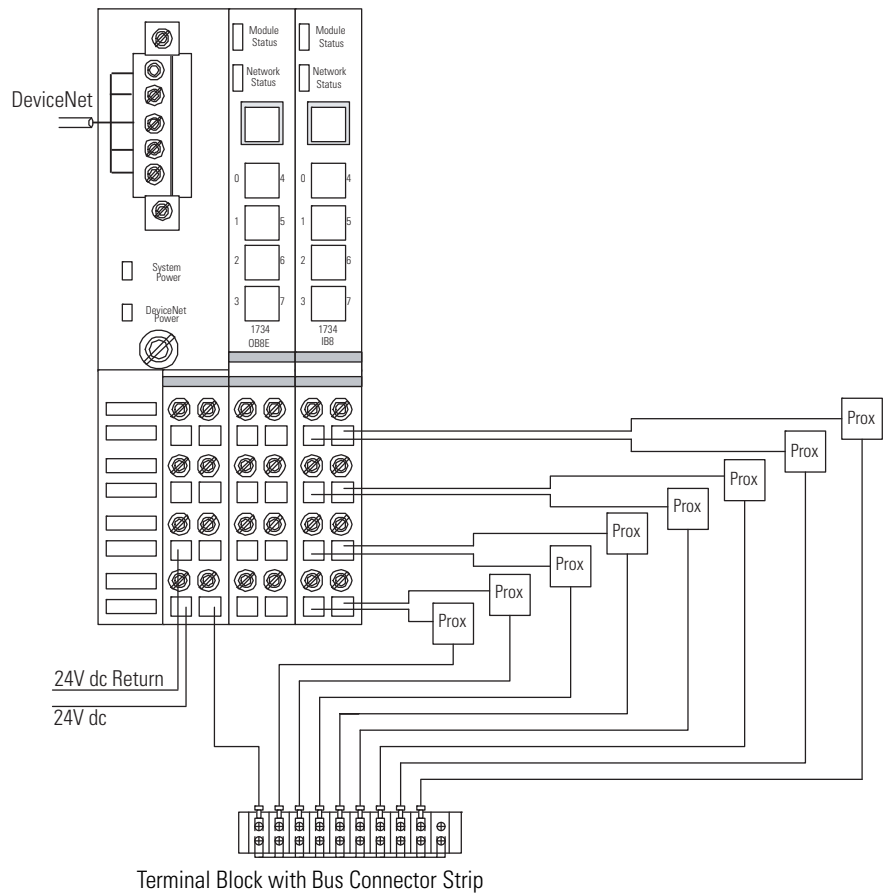 DeviceNet
Module
Status
Module
Status
Network
Status
Network
Status
0 4 0 4
1 5 1 5
2 6 2 6
3 7 3 7
System
Power
DeviceNet
Power
1734
OB8E
1734
IB8
Prox
Prox
Prox
Prox
Prox
Prox
Prox
Prox
24V dc Return
24V dc
Terminal Block with Bus Connector Strip